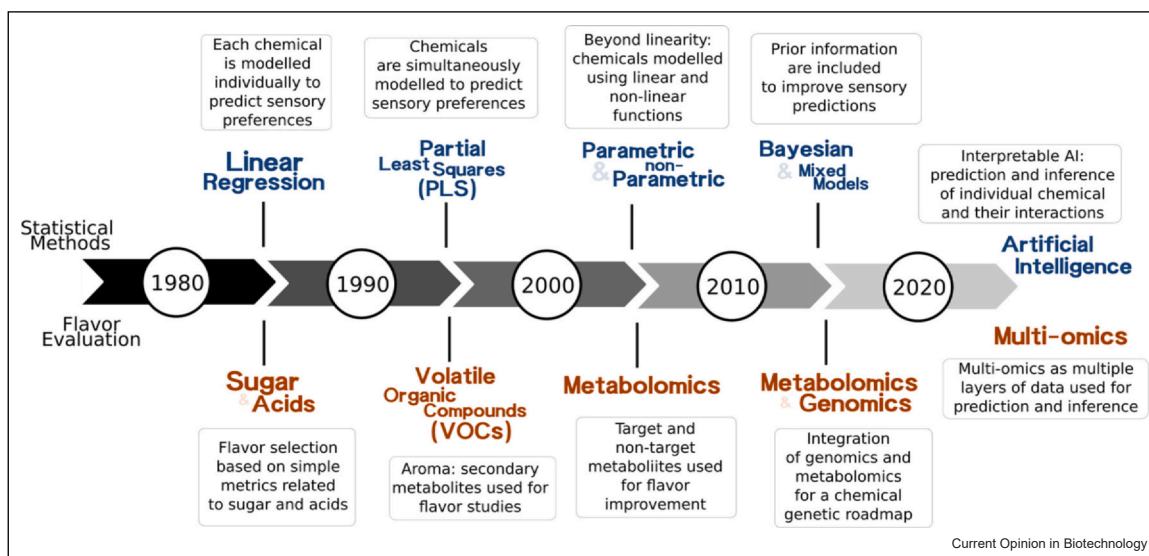 Each chemical
is modelled
individually to
predict sensory
preferences
Chemicals
are simultaneously
modelled to predict
sensory preferences
Beyond linearity:
chemicals modelled
using linear and
non-linear
functions
Prior information
are included
to improve sensory
predictions
Linear
Regression
Partial
Least Squares
(PLS)
Parametric
& non-
Parametric
Bayesian
& Mixed
Models
Interpretable AI:
prediction and inference
of individual chemical
and their interactions
Artificial
Intelligence
Statistical
Methods
1980
1990
2000
2010
2020
Flavor
Evaluation
Sugar
& Acids
Volatile
Organic
Compounds
(VOCs)
Metabolomics
Metabolomics
& Genomics
Multi-omics
Multi-omics as multiple
layers of data used for
prediction and inference
Flavor selection
based on simple
metrics related
to sugar and acids
Aroma: secondary
metabolites used for
flavor studies
Target and
non-target
metaboliites used
for flavor
improvement
Integration
of genomics and
metabolomics
for a chemical
genetic roadmap
Current Opinion in Biotechnology